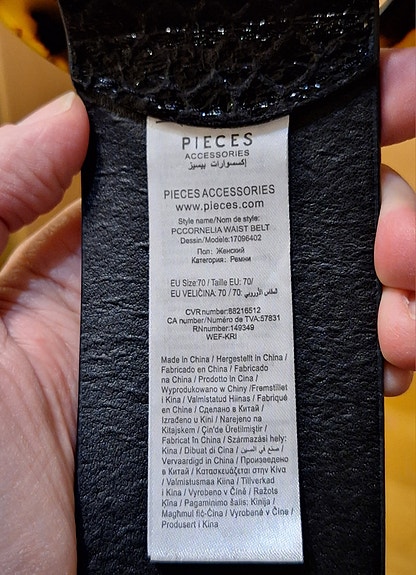 PIECES
ACCESSORIES
إكسسوارات بيسيز
PIECES ACCESSORIES
www.pieces.com
Style name/Nom de style:
PCCORNELIA WAIST BELT
Dessin/Modèle:17096402
Пол: Женский
Категория: Ремни
EU Size:70 / Taille EU: 70/
EU VELIČINA: 70 / 70: المقاس الأوروبي
CVR number:88216512
CA number/Numéro de TVA:57831
RNnumber:149349
WEF-KRI
Made in China / Hergestellt in China /
Fabricado en China / Fabricado
na China / Prodotto in Cina /
Wyprodukowano w Chiny /Fremstillet
i Kina / Valmistatud Hiinas / Fabriqué
en Chine / Сделано в Китай /
Izrađeno u Kini / Narejeno na
Kitajskem / Çin'de Üretilmiştir /
Fabricat în China / Származási hely:
Kína / Dibuat di Cina / صنع في الصين /
Vervaardigd in China / Произведено
в Китай / Κατασκευάζεται στην Κίνα
/ Valmistusmaa Kiina / Tillverkad
i Kina / Vyrobeno v Číně / Ražots
Ķīna / Pagaminimo šalis: Kinija /
Magħmul fiċ-Ċina / Vyrobané v Číne /
Produsert i Kina